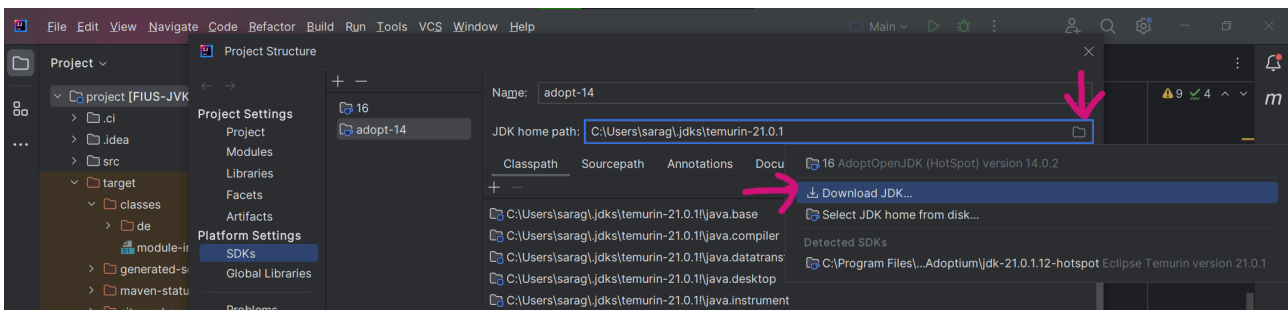 File Edit View Navigate Code Refactor Build Run Tools VCS Window Help Main
Project
Project Structure
project [FIUS-JVK
.ci
.idea
src
target
classes
de
generated-s
maven-statu
Project Settings
Project
Modules
Libraries
Facets
Artifacts
Platform Settings
SDKs
Global Libraries
Problems
16
adopt-14
Name: adopt-14
JDK home path: C:\Users\sarag\.jdks\temurin-21.0.1
Classpath Sourcepath Annotations Docu
C:\Users\sarag\.jdks\temurin-21.0.1!\java.base
C:\Users\sarag\.jdks\temurin-21.0.1!\java.compiler
C:\Users\sarag\.jdks\temurin-21.0.1!\java.datatrans
C:\Users\sarag\.jdks\temurin-21.0.1!\java.desktop
C:\Users\sarag\.jdks\temurin-21.0.1!\java.instrument
16 AdoptOpenJDK (HotSpot) version 14.0.2
Download JDK...
Select JDK home from disk...
Detected SDKs
C:\Program Files\...Adoptium\jdk-21.0.1.12-hotspot Eclipse Temurin version 21.0.1
9 4
m